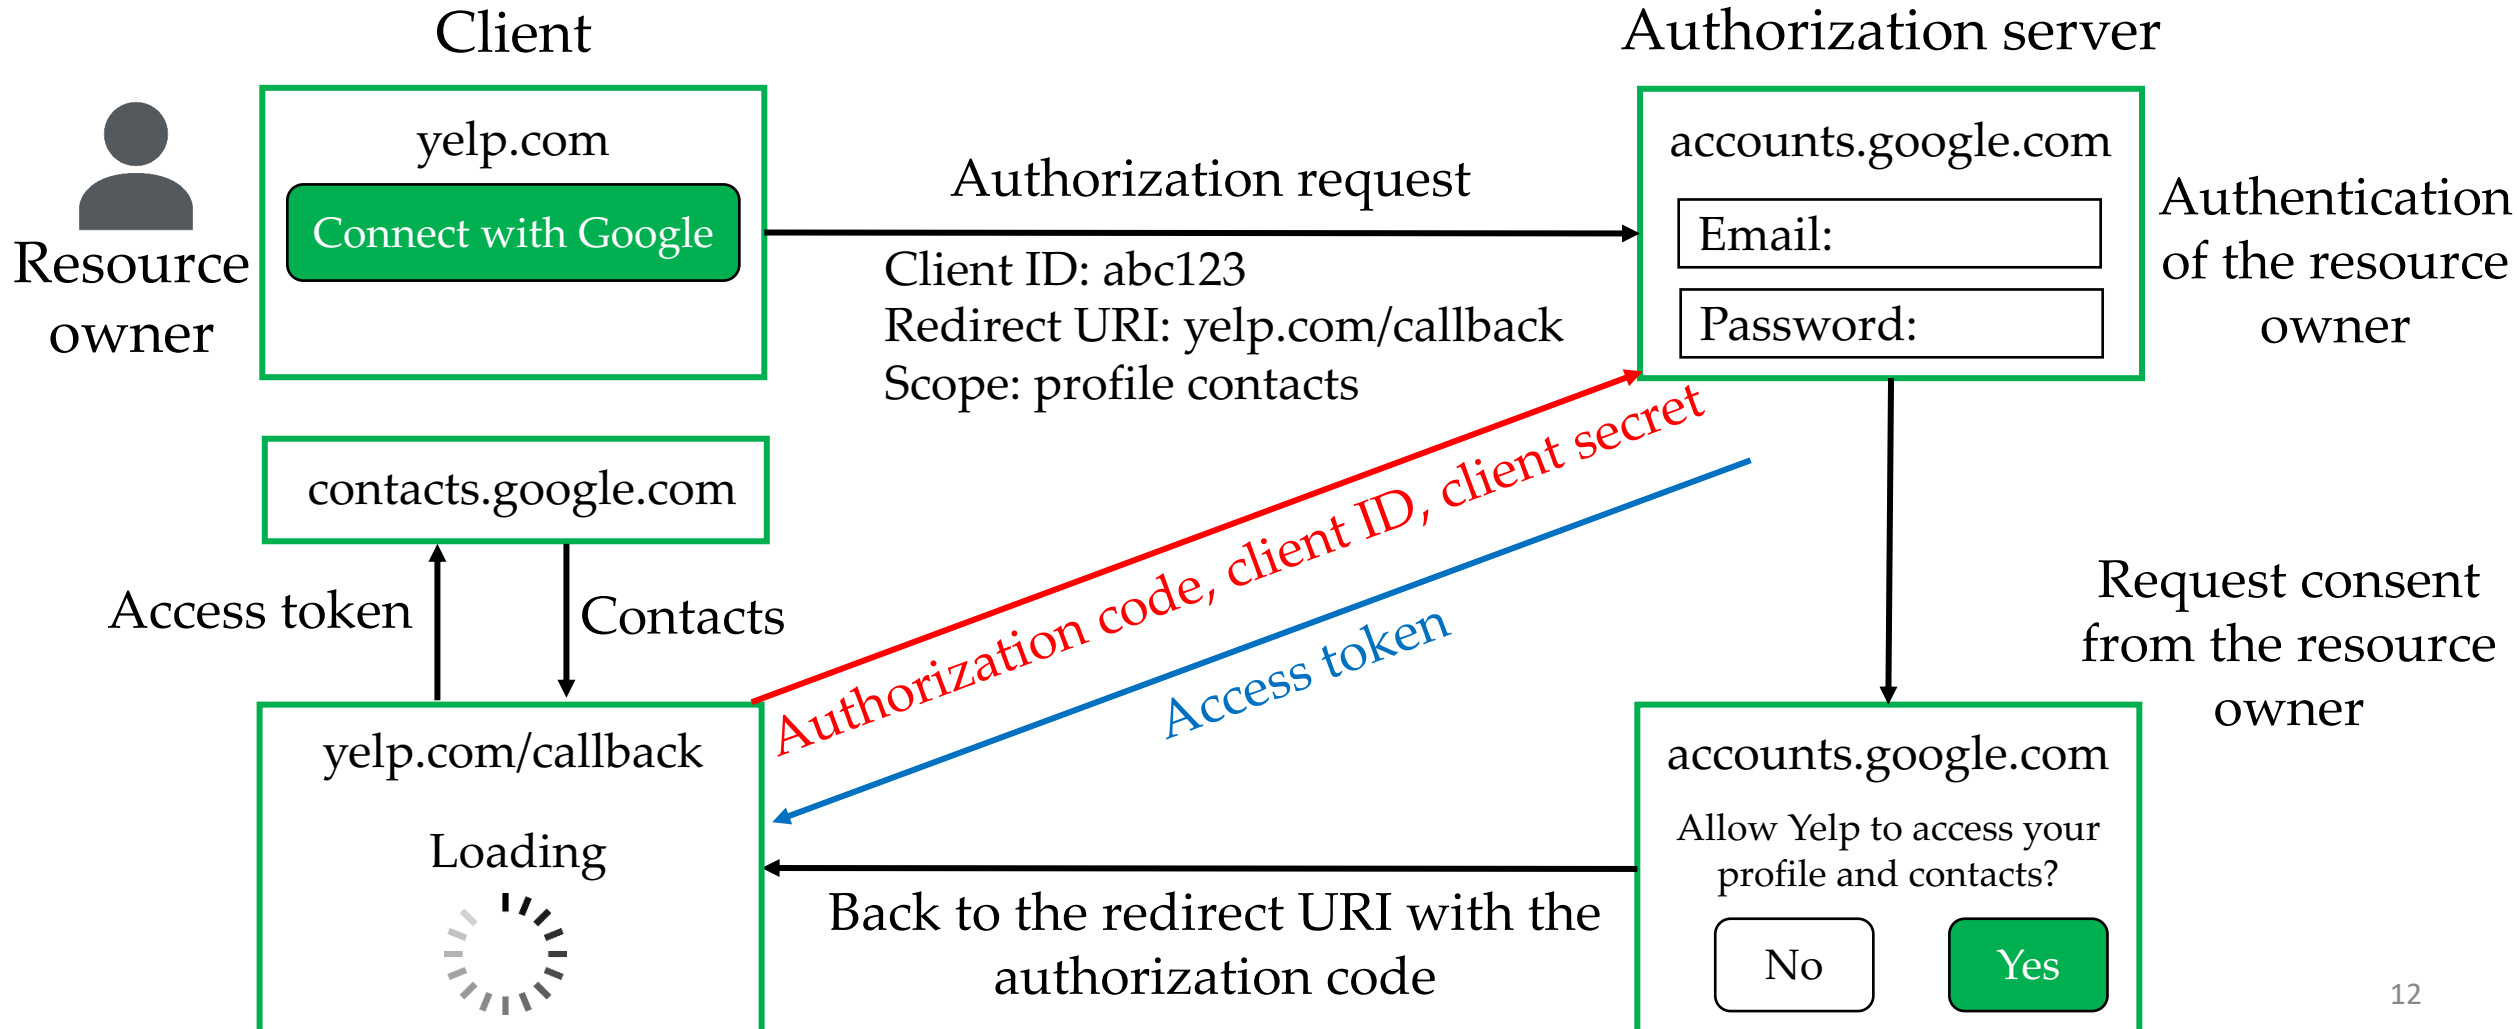 Client
Authorization server
Resource
owner
yelp.com
Connect with Google
Authorization request
Client ID: abc123
Redirect URI: yelp.com/callback
Scope: profile contacts
accounts.google.com
Email:
Password:
Authentication
of the resource
owner
contacts.google.com
Access token
Contacts
Authorization code, client ID, client secret
Access token
Request consent
from the resource
owner
yelp.com/callback
Loading
Back to the redirect URI with the
authorization code
accounts.google.com
Allow Yelp to access your
profile and contacts?
No
Yes
12